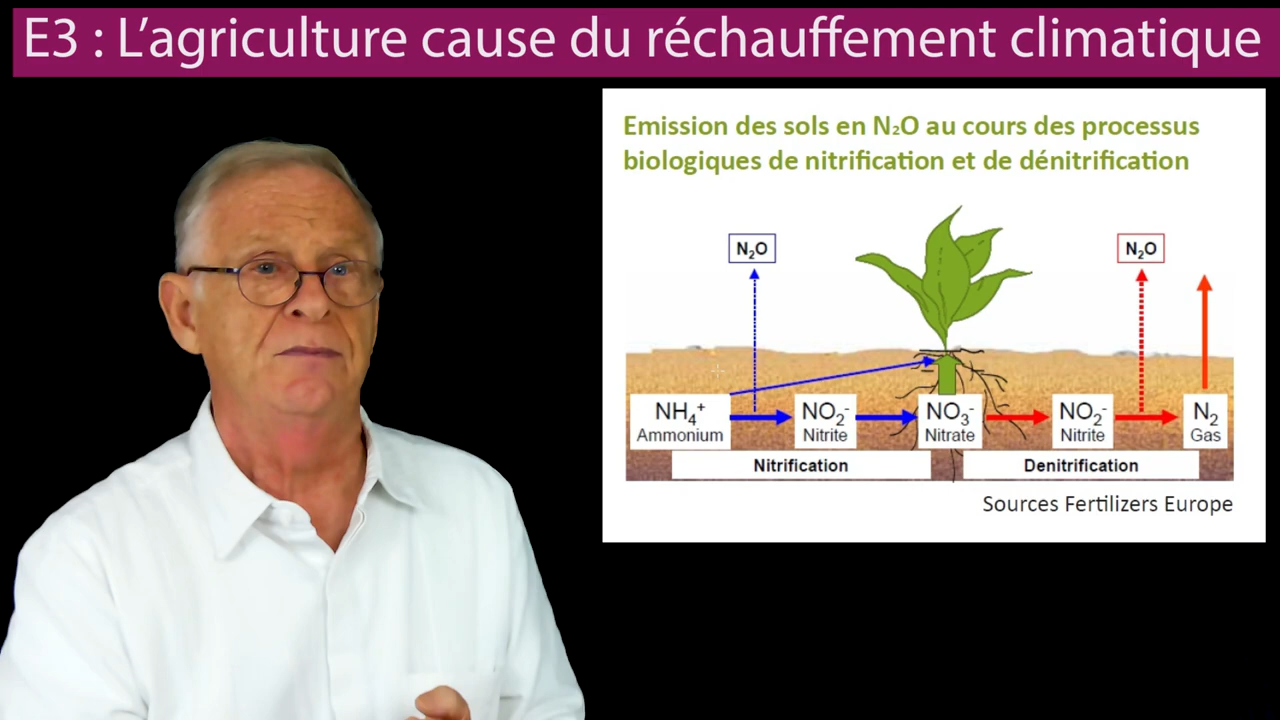 E3 : L’agriculture cause du réchauffement climatique
Emission des sols en N₂O au cours des processus
biologiques de nitrification et de dénitrification
N₂O
N₂O
NH₄⁺
Ammonium
NO₂⁻
Nitrite
NO₃⁻
Nitrate
NO₂⁻
Nitrite
N₂
Gas
Nitrification
Denitrification
Sources Fertilizers Europe